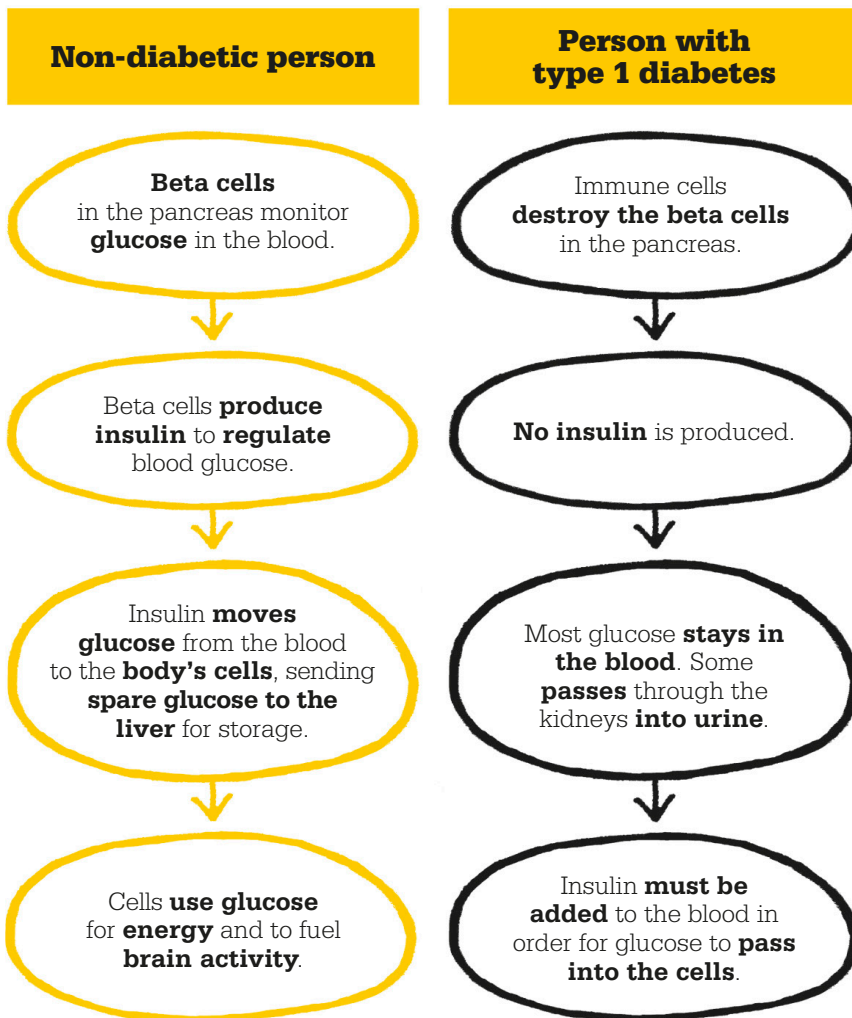 Non-diabetic person
Beta cells
in the pancreas monitor
glucose in the blood.
Beta cells produce
insulin to regulate
blood glucose.
Insulin moves
glucose from the blood
to the body’s cells, sending
spare glucose to the
liver for storage.
Cells use glucose
for energy and to fuel
brain activity.
Person with
type 1 diabetes
Immune cells
destroy the beta cells
in the pancreas.
No insulin is produced.
Most glucose stays in
the blood. Some
passes through the
kidneys into urine.
Insulin must be
added to the blood in
order for glucose to pass
into the cells.